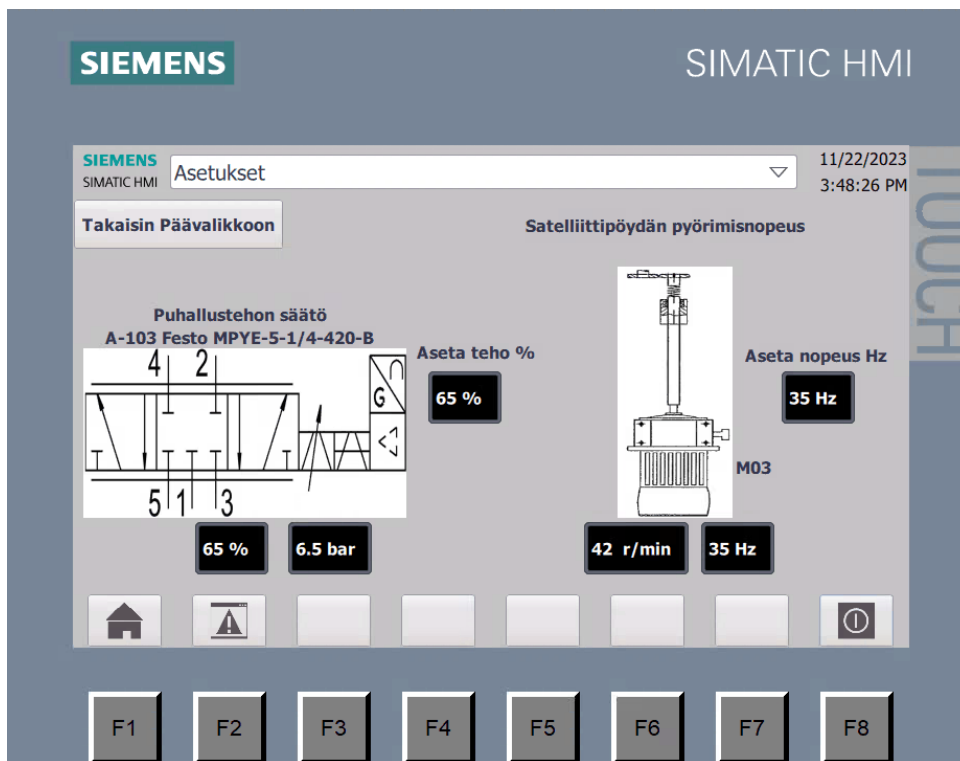 SIEMENS
SIMATIC HMI
SIEMENS
SIMATIC HMI
Asetukset
11/22/2023
3:48:26 PM
TOUCH
Takaisin Päävalikkoon
Satelliittipöydän pyörimisnopeus
Puhallustehon säätö
A-103 Festo MPYE-5-1/4-420-B
4 2
G
5 1 3
Aseta teho %
65 %
Aseta nopeus Hz
35 Hz
M03
65 %
6.5 bar
42 r/min
35 Hz
F1 F2 F3 F4 F5 F6 F7 F8